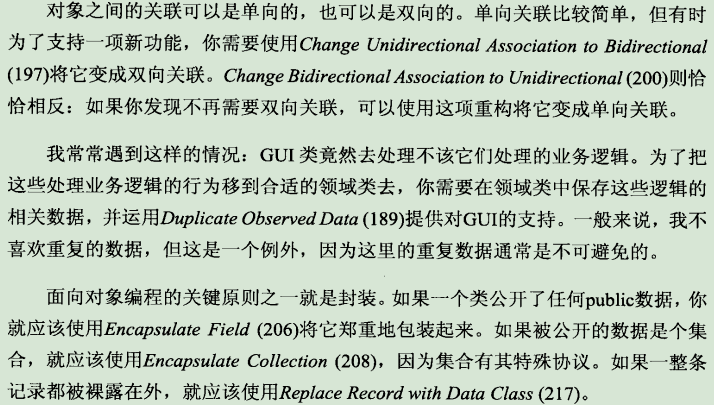 对象之间的关联可以是单向的，也可以是双向的。单向关联比较简单，但有时
为了支持一项新功能，你需要使用Change Unidirectional Association to Bidirectional
(197)将它变成双向关联。Change Bidirectional Association to Unidirectional (200)则恰
恰相反：如果你发现不再需要双向关联，可以使用这项重构将它变成单向关联。
我常常遇到这样的情况：GUI 类竟然去处理不该它们处理的业务逻辑。为了把
这些处理业务逻辑的行为移到合适的领域类去，你需要在领域类中保存这些逻辑的
相关数据，并运用Duplicate Observed Data (189)提供对GUI的支持。一般来说，我不
喜欢重复的数据，但这是一个例外，因为这里的重复数据通常是不可避免的。
面向对象编程的关键原则之一就是封装。如果一个类公开了任何public数据，你
就应该使用Encapsulate Field (206)将它郑重地包装起来。如果被公开的数据是个集
合，就应该使用Encapsulate Collection (208)，因为集合有其特殊协议。如果一整条
记录都被裸露在外，就应该使用Replace Record with Data Class (217)。